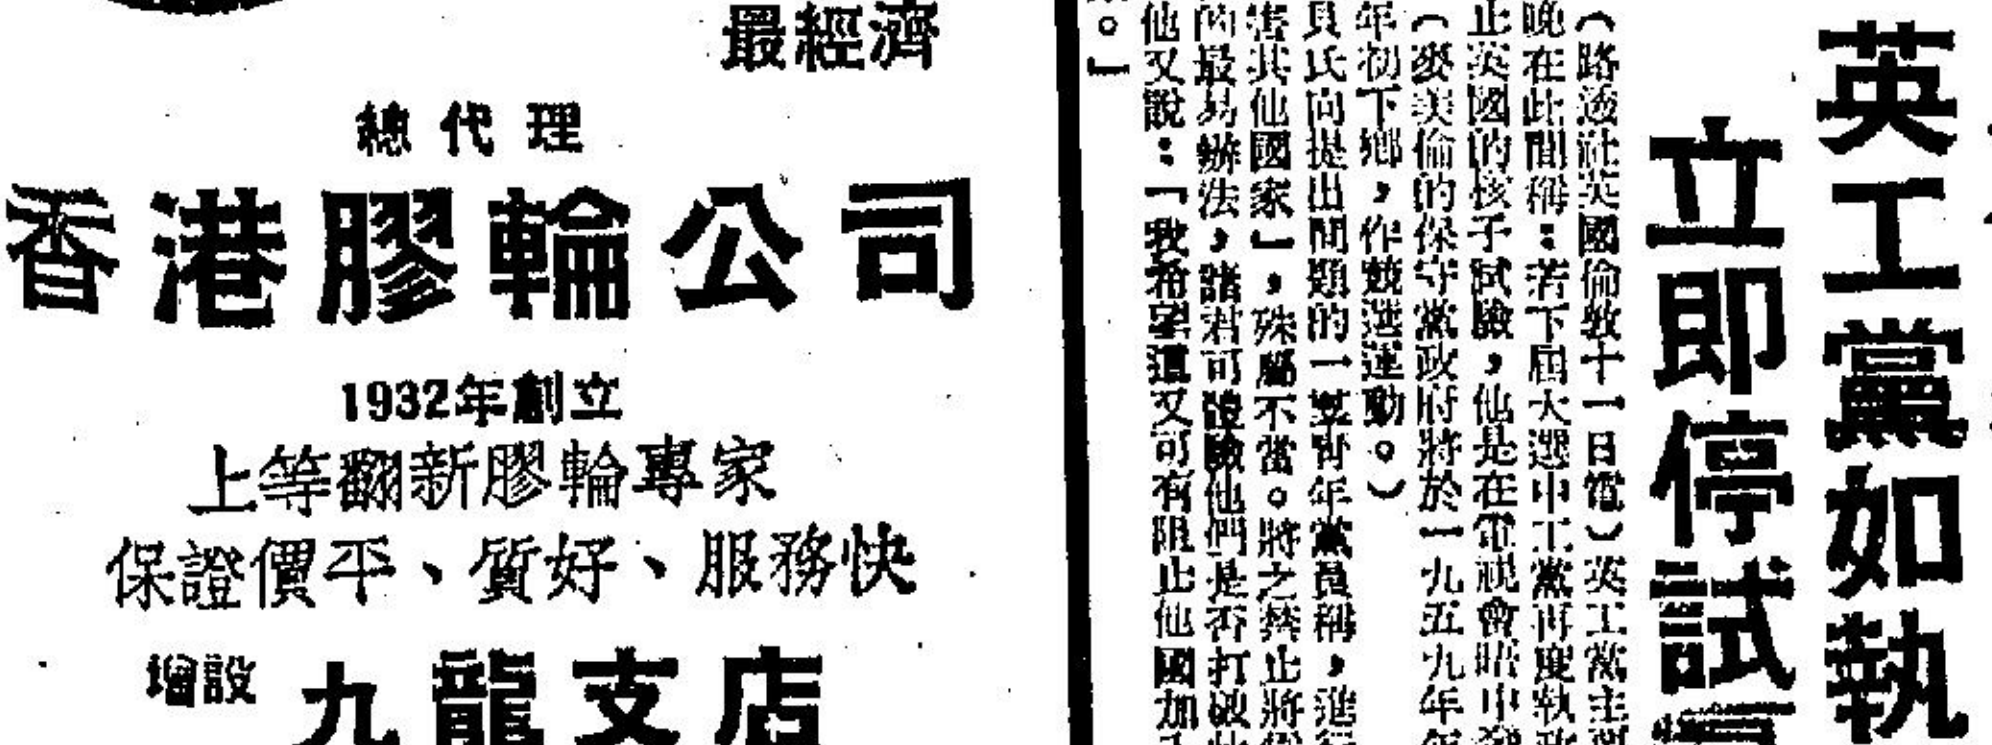 最經濟
總代理
香港膠輪公司
1932年創立
上等翻新膠輪專家
保證價平、質好、服務快
增設 九龍支店
英工黨如執
立即停試
（路透社英國倫敦十一日電）英工黨主
晚在此間稱：若下屆大選中工黨再度執政
止英國的核子試驗，他是在電視會晤中
（麥美倫的保守黨政府將於一九五九年年
年初下鄉，作競選運動。）
員氏向提出問題的一羣青年黨員稱，進行
害其他國家」，殊屬不當。將之禁止將
的最易辦法，諸君可體驗他們是否打破此
他又說：「我希望這又可有阻止他國加
。」